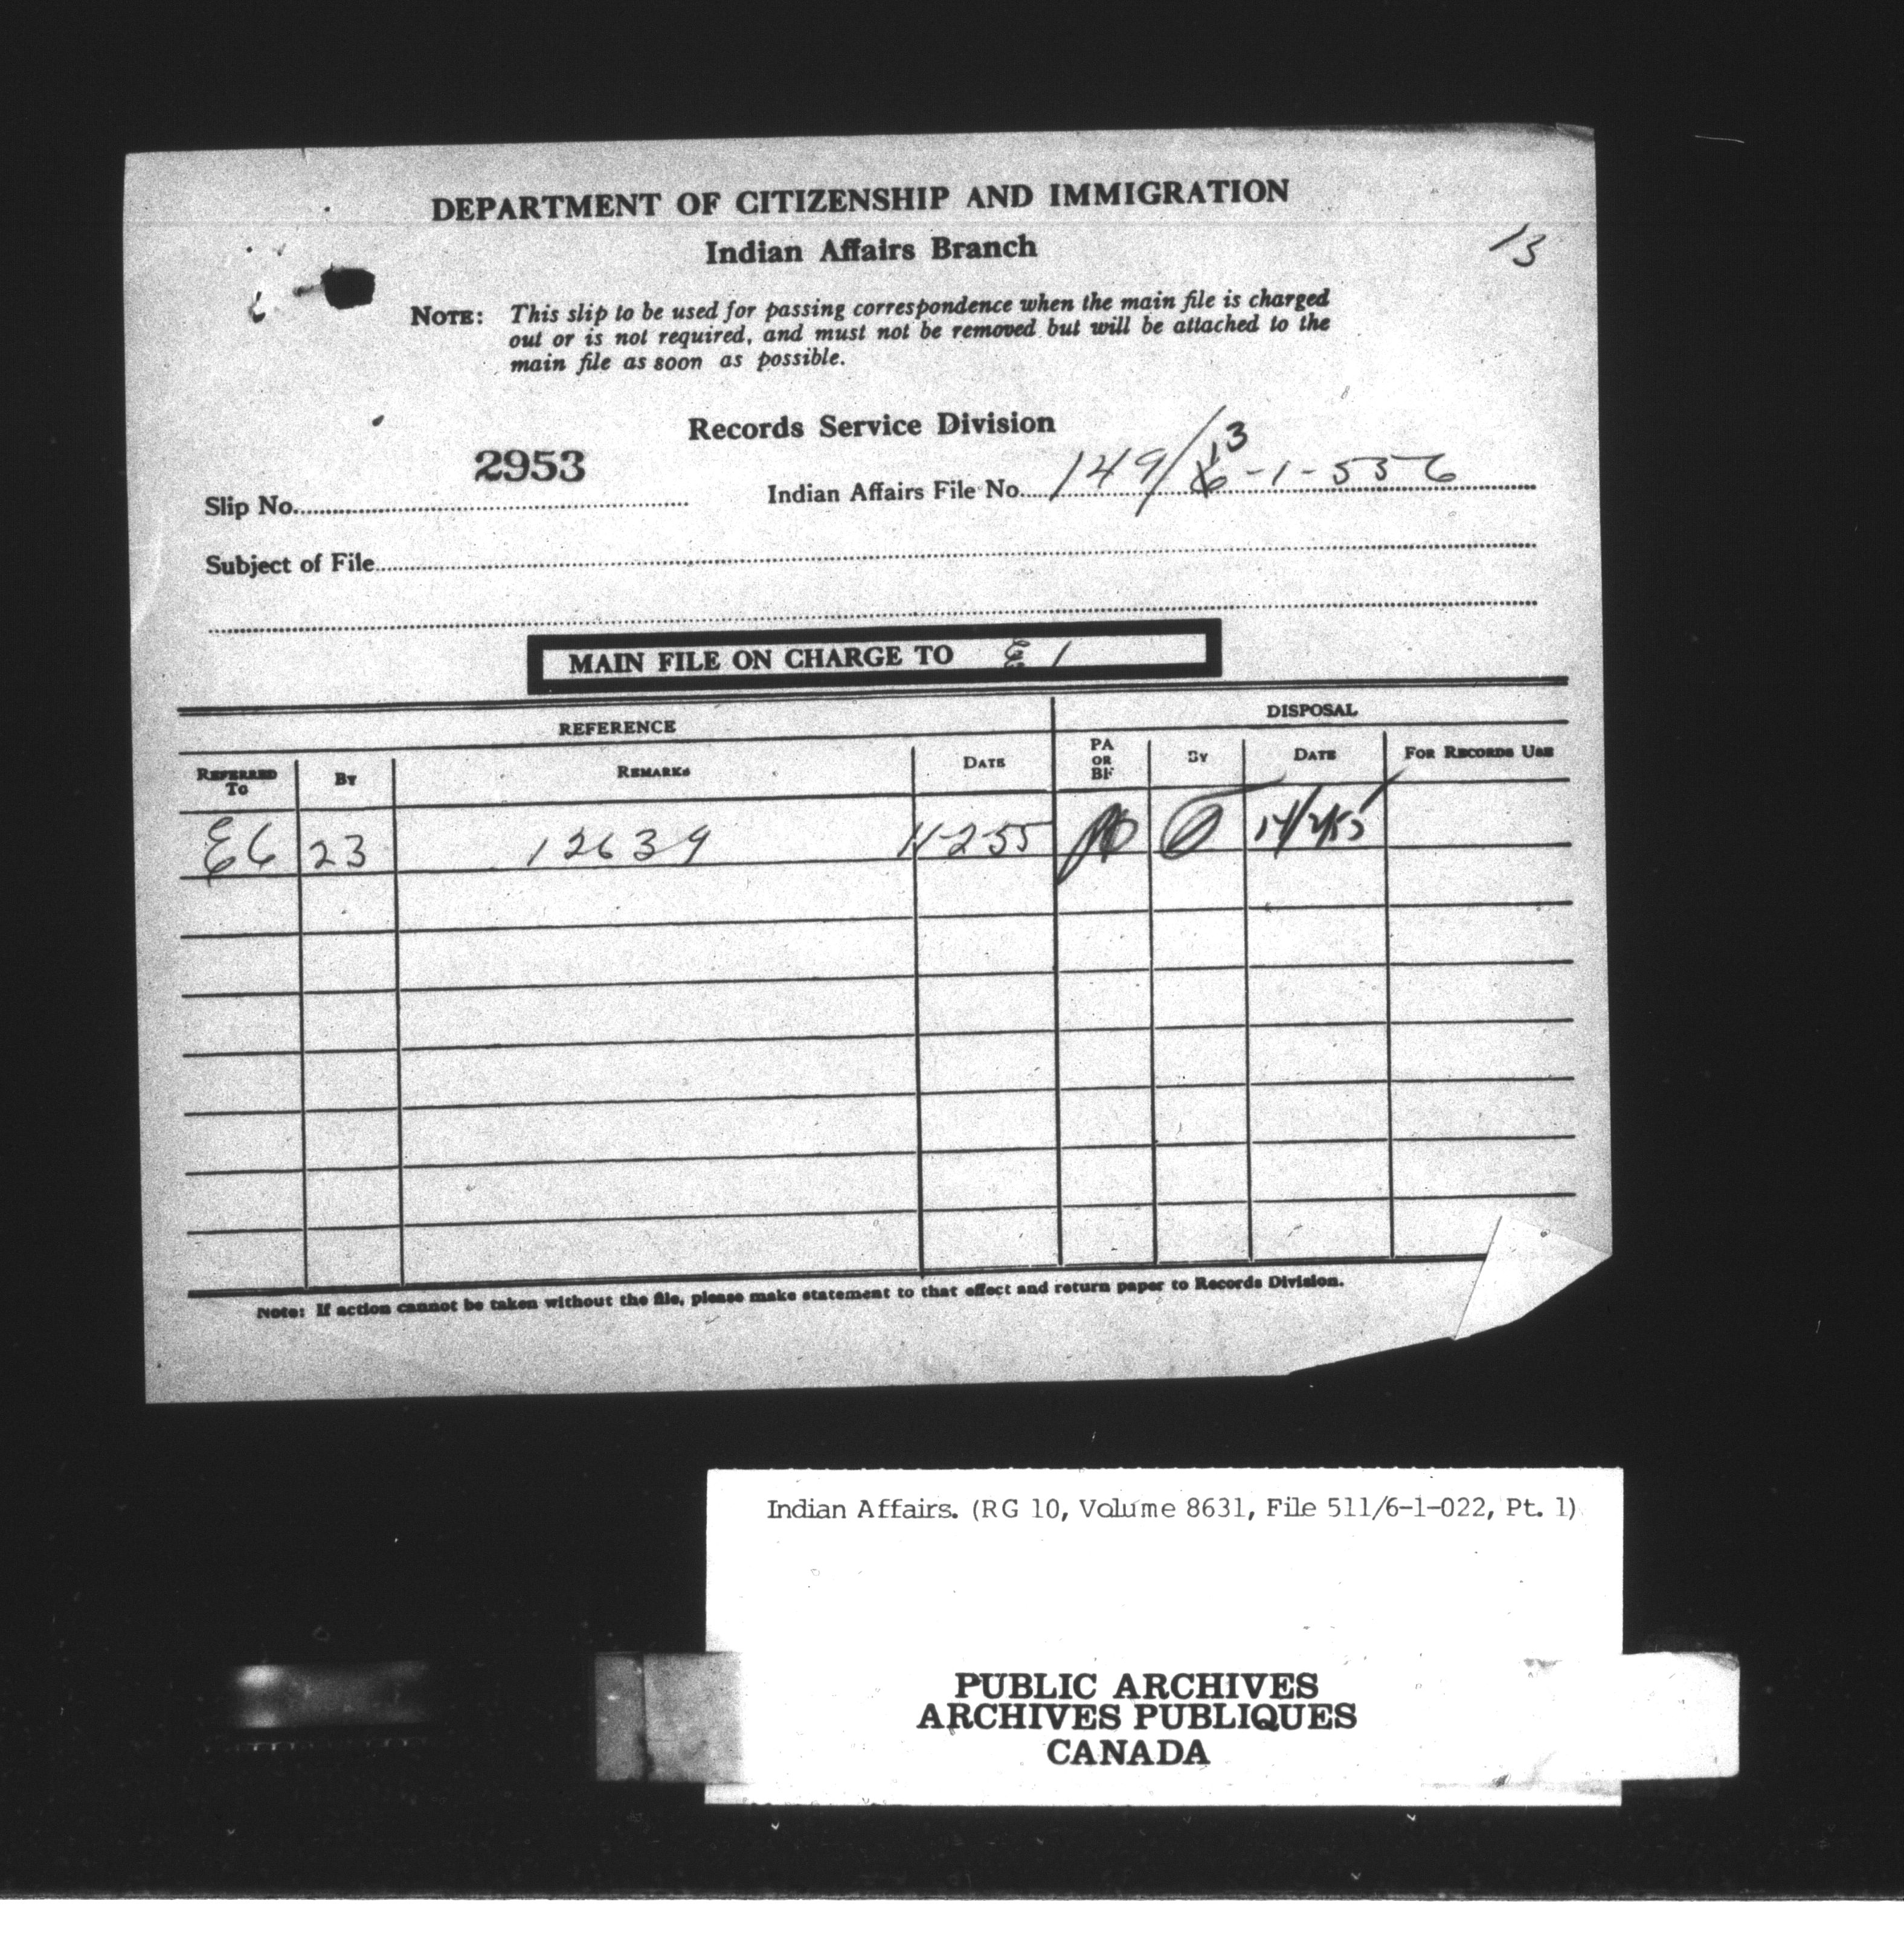 DEPARTMENT OF CITIZENSHIP AND IMMIGRATION
Indian Affairs Branch
13
NOTE: This slip to be used for passing correspondence when the main file is charged
out or is not required, and must not be removed but will be attached to the
main file as soon as possible.
Records Service Division
2953
13
Slip No. Indian Affairs File No. 149/6-1-556
Subject of File
MAIN FILE ON CHARGE TO E 1
REFERENCE DISPOSAL
REFERRED TO BY REMARKS DATE PA OR BF BY DATE FOR RECORDS USE
E6 23 12639 11-2-55
Note: If action cannot be taken without the file, please make statement to that effect and return paper to Records Division.
Indian Affairs. (RG 10, Volume 8631, File 511/6-1-022, Pt. 1)
PUBLIC ARCHIVES
ARCHIVES PUBLIQUES
CANADA